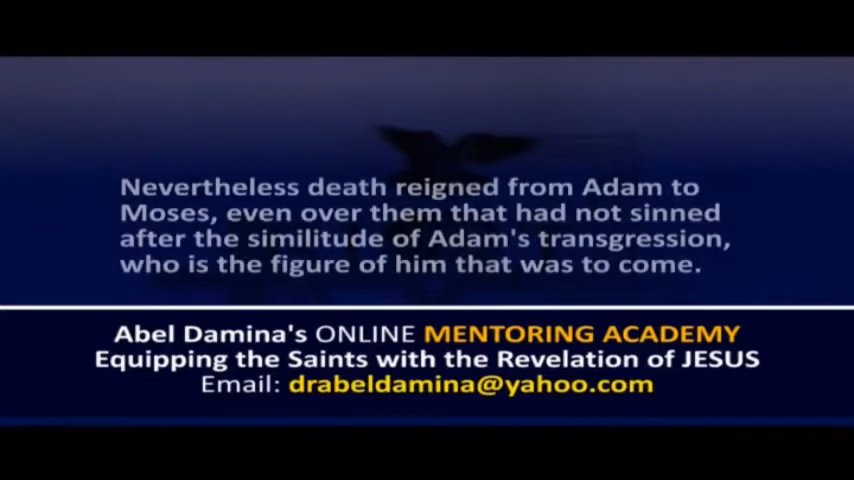 Nevertheless death reigned from Adam to
Moses, even over them that had not sinned
after the similitude of Adam's transgression,
who is the figure of him that was to come.
Abel Damina's ONLINE MENTORING ACADEMY
Equipping the Saints with the Revelation of JESUS
Email: drabeldamina@yahoo.com